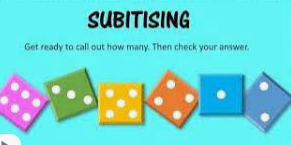 SUBITISING
Get ready to call out how many. Then check your answer.